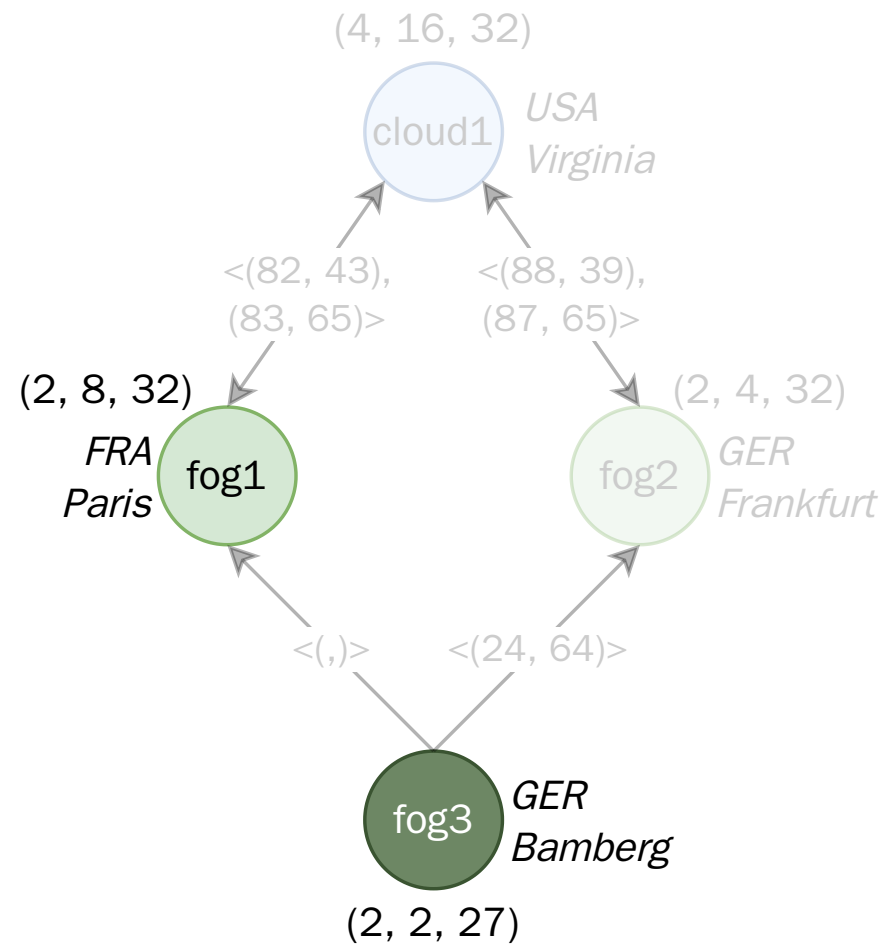 (4, 16, 32)
cloud1
USA
Virginia
<(82, 43),
(83, 65)>
<(88, 39),
(87, 65)>
(2, 8, 32)
FRA
Paris
fog1
(2, 4, 32)
fog2
GER
Frankfurt
<(,)>
<(24, 64)>
fog3
GER
Bamberg
(2, 2, 27)